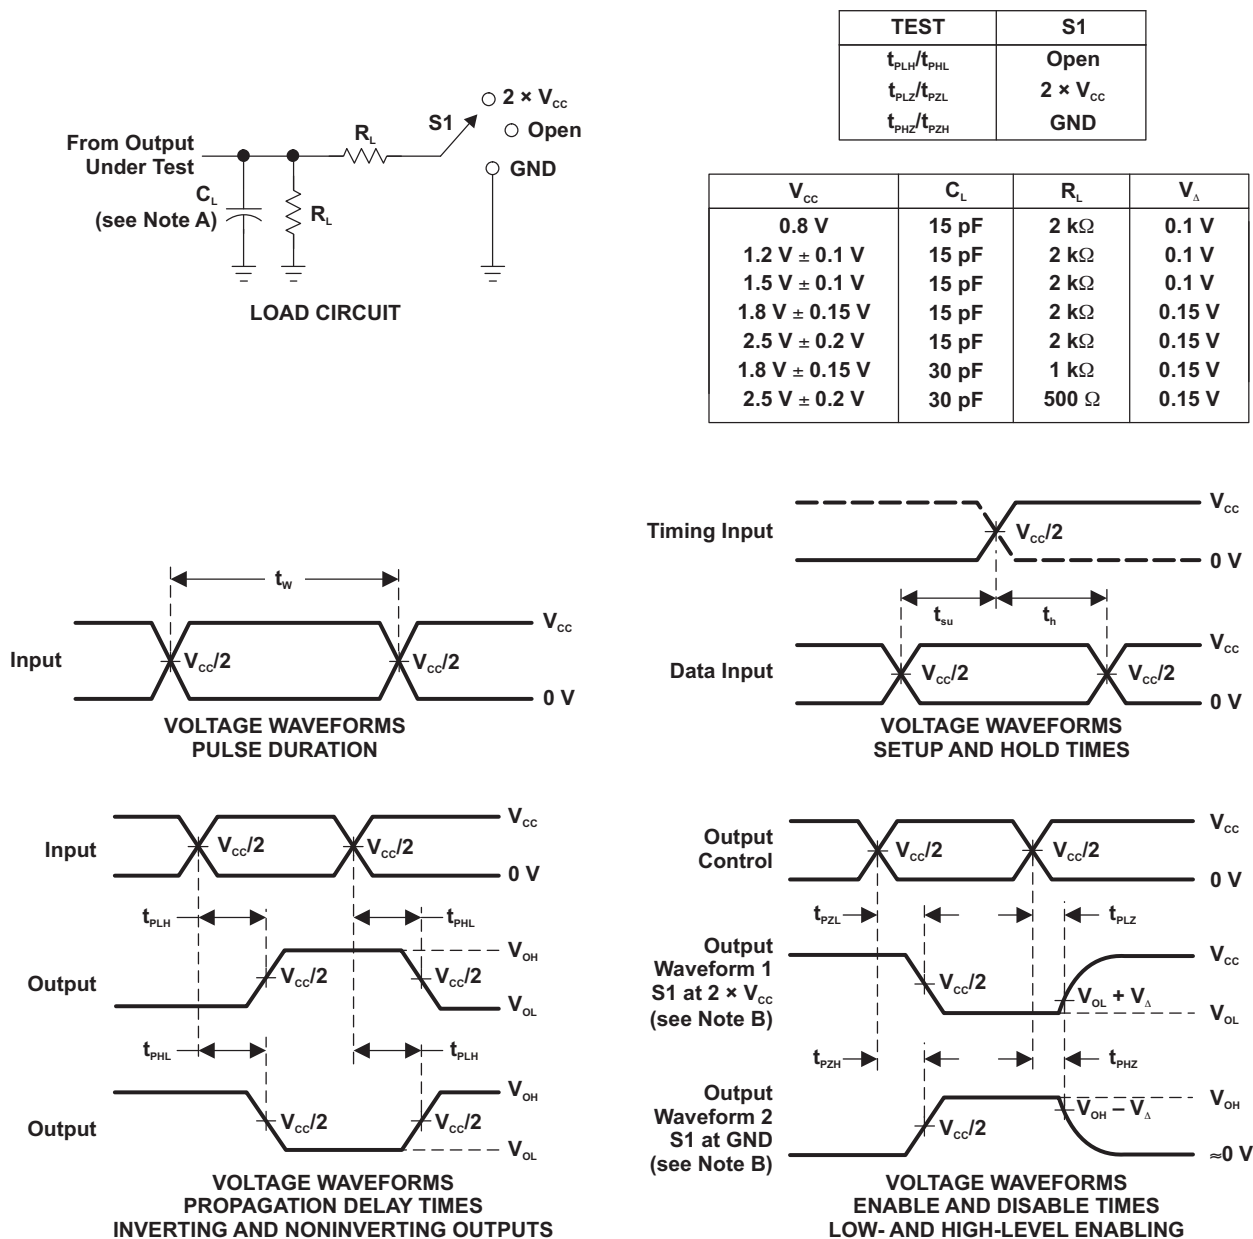 TEST S1
tPLH/tPHL Open
tPLZ/tPZL 2 × VCC
tPHZ/tPZH GND
2 × VCC
S1
Open
RL
From Output
Under Test
GND
CL
(see Note A)
RL
LOAD CIRCUIT
VCC CL RL VΔ
0.8 V 15 pF 2 kΩ 0.1 V
1.2 V ± 0.1 V 15 pF 2 kΩ 0.1 V
1.5 V ± 0.1 V 15 pF 2 kΩ 0.1 V
1.8 V ± 0.15 V 15 pF 2 kΩ 0.15 V
2.5 V ± 0.2 V 15 pF 2 kΩ 0.15 V
1.8 V ± 0.15 V 30 pF 1 kΩ 0.15 V
2.5 V ± 0.2 V 30 pF 500 Ω 0.15 V
tW
VCC
Input
VCC/2 VCC/2
0 V
VOLTAGE WAVEFORMS
PULSE DURATION
VCC
Timing Input
VCC/2
0 V
tsu th
VCC
Data Input
VCC/2 VCC/2
0 V
VOLTAGE WAVEFORMS
SETUP AND HOLD TIMES
VCC
Input
VCC/2 VCC/2
0 V
tPLH tPHL
VOH
Output
VCC/2 VCC/2
VOL
tPHL tPLH
VOH
Output
VCC/2 VCC/2
VOL
VOLTAGE WAVEFORMS
PROPAGATION DELAY TIMES
INVERTING AND NONINVERTING OUTPUTS
VCC
Output
Control
VCC/2 VCC/2
0 V
tPZL tPLZ
Output
Waveform 1
S1 at 2 × VCC
(see Note B)
VCC
VCC/2
VOL + VΔ
VOL
tPZH tPHZ
Output
Waveform 2
S1 at GND
(see Note B)
VOH
VCC/2
VOH − VΔ
≈0 V
VOLTAGE WAVEFORMS
ENABLE AND DISABLE TIMES
LOW- AND HIGH-LEVEL ENABLING